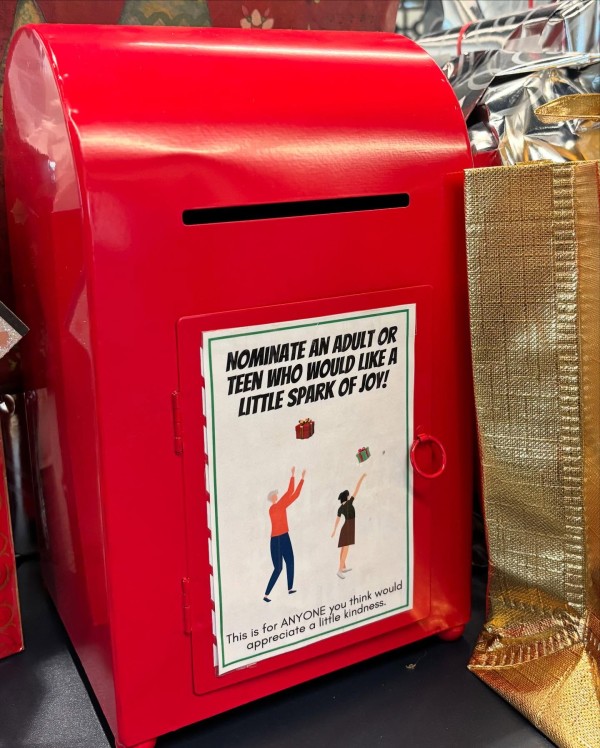 NOMINATE AN ADULT OR
TEEN WHO WOULD LIKE A
LITTLE SPARK OF JOY!
This is for ANYONE you think would
appreciate a little kindness.